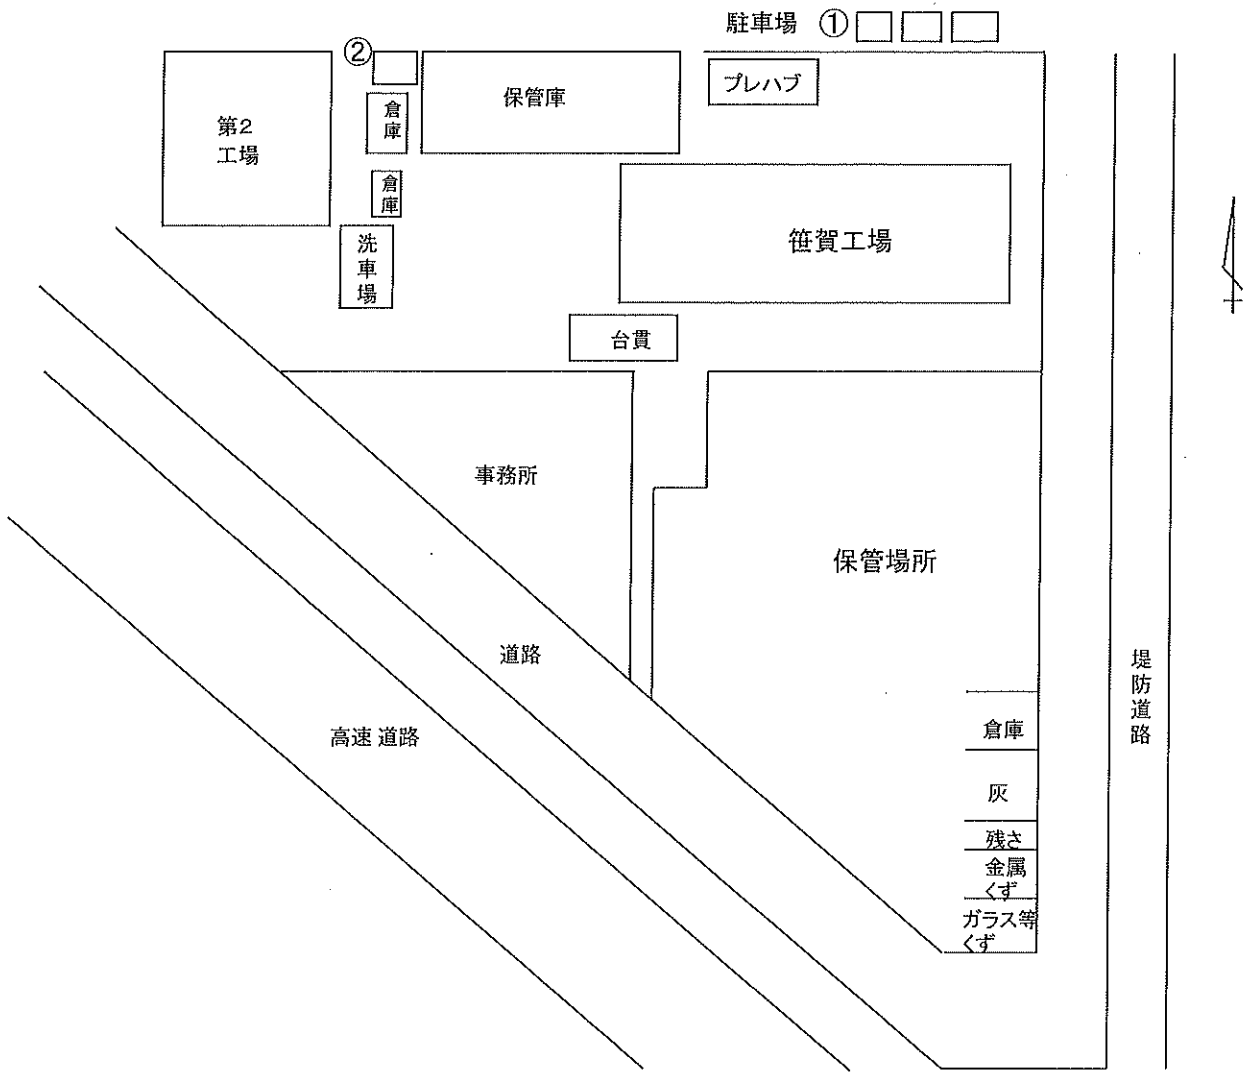 駐車場 ①
②
保管庫
プレハブ
倉庫
第2
工場
倉庫
笹賀工場
洗車場
台貫
事務所
保管場所
道路
堤防道路
高速 道路
倉庫
灰
残さ
金属
くず
ガラス等
くず